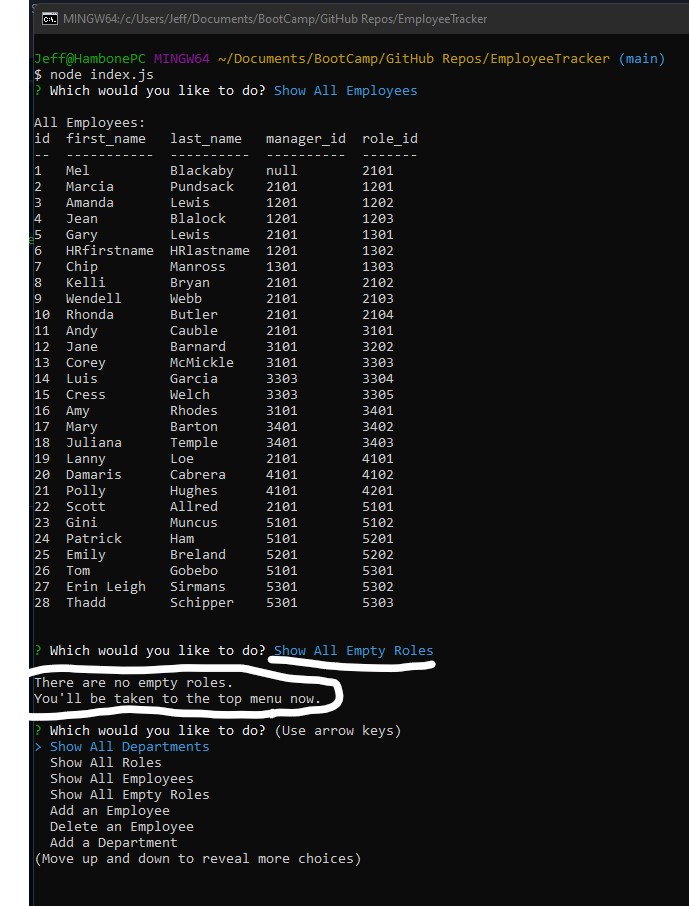 MINGW64:/c/Users/Jeff/Documents/BootCamp/GitHub Repos/EmployeeTracker
Jeff@HambonePC MINGW64 ~/Documents/BootCamp/GitHub Repos/EmployeeTracker (main)
$ node index.js
? Which would you like to do? Show All Employees
All Employees:
id first_name last_name manager_id role_id
-- ----------- ---------- ---------- -------
1 Mel Blackaby null 2101
2 Marcia Pundsack 2101 1201
3 Amanda Lewis 1201 1202
4 Jean Blalock 1201 1203
5 Gary Lewis 2101 1301
6 HRfirstname HRlastname 1201 1302
7 Chip Manross 1301 1303
8 Kelli Bryan 2101 2102
9 Wendell Webb 2101 2103
10 Rhonda Butler 2101 2104
11 Andy Cauble 2101 3101
12 Jane Barnard 3101 3202
13 Corey McMickle 3101 3303
14 Luis Garcia 3303 3304
15 Cress Welch 3303 3305
16 Amy Rhodes 3101 3401
17 Mary Barton 3401 3402
18 Juliana Temple 3401 3403
19 Lanny Loe 2101 4101
20 Damaris Cabrera 4101 4102
21 Polly Hughes 4101 4201
22 Scott Allred 2101 5101
23 Gini Muncus 5101 5102
24 Patrick Ham 5101 5201
25 Emily Breland 5201 5202
26 Tom Gobebo 5101 5301
27 Erin Leigh Sirmans 5301 5302
28 Thadd Schipper 5301 5303
? Which would you like to do? Show All Empty Roles
There are no empty roles.
You'll be taken to the top menu now.
? Which would you like to do? (Use arrow keys)
> Show All Departments
Show All Roles
Show All Employees
Show All Empty Roles
Add an Employee
Delete an Employee
Add a Department
(Move up and down to reveal more choices)